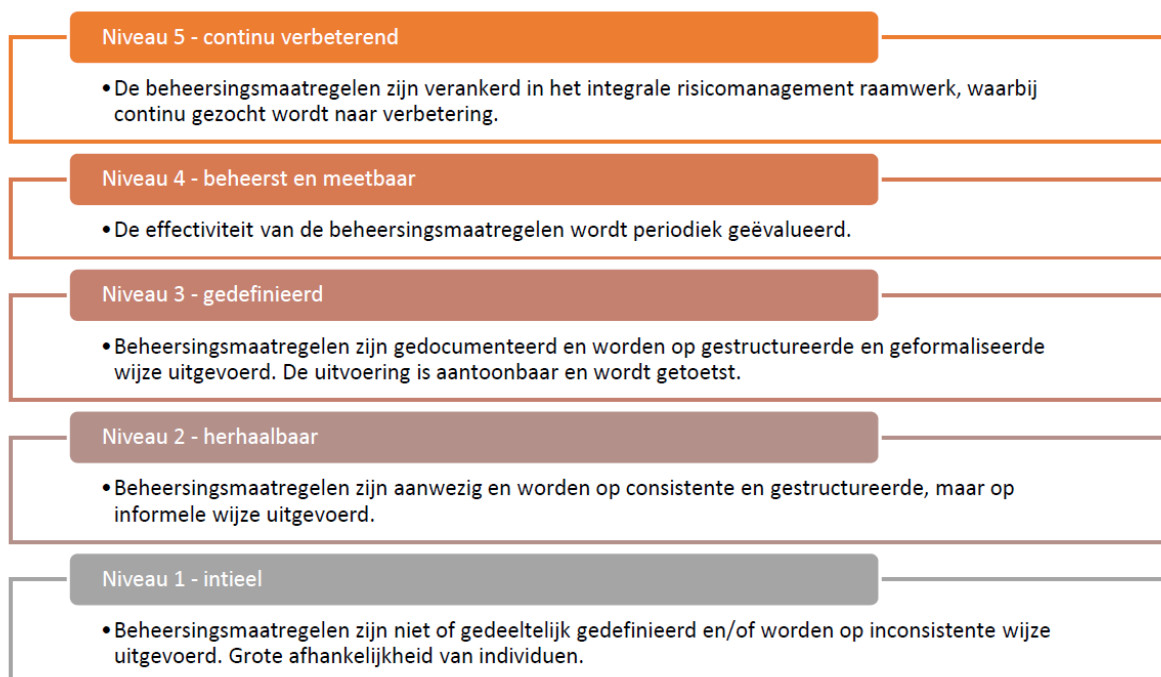 Niveau 5 - continu verbeterend
•De beheersingsmaatregelen zijn verankerd in het integrale risicomanagement raamwerk, waarbij
continu gezocht wordt naar verbetering.
Niveau 4 - beheerst en meetbaar
•De effectiviteit van de beheersingsmaatregelen wordt periodiek geëvalueerd.
Niveau 3 - gedefinieerd
•Beheersingsmaatregelen zijn gedocumenteerd en worden op gestructureerde en geformaliseerde
wijze uitgevoerd. De uitvoering is aantoonbaar en wordt getoetst.
Niveau 2 - herhaalbaar
•Beheersingsmaatregelen zijn aanwezig en worden op consistente en gestructureerde, maar op
informele wijze uitgevoerd.
Niveau 1 - intieel
•Beheersingsmaatregelen zijn niet of gedeeltelijk gedefinieerd en/of worden op inconsistente wijze
uitgevoerd. Grote afhankelijkheid van individuen.